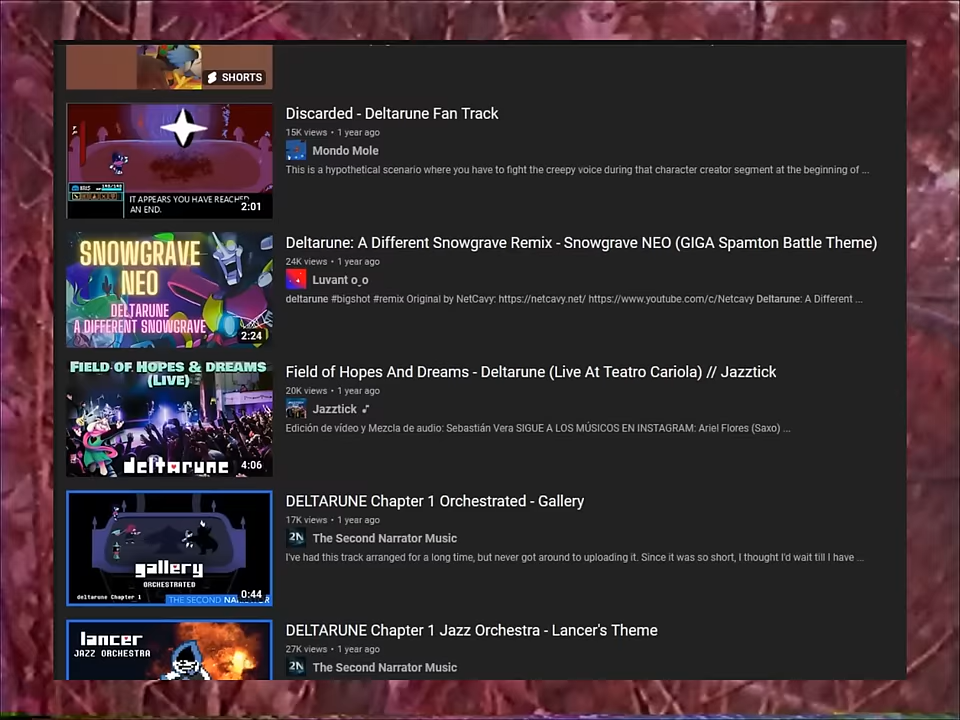 SHORTS
Discarded - Deltarune Fan Track
15K views • 1 year ago
Mondo Mole
This is a hypothetical scenario where you have to fight the creepy voice during that character creator segment at the beginning of ...
IT APPEARS YOU HAVE REACHED
AN END.
2:01
SNOWGRAVE
NEO
DELTARUNE
A DIFFERENT SNOWGRAVE
2:24
Deltarune: A Different Snowgrave Remix - Snowgrave NEO (GIGA Spamton Battle Theme)
24K views • 1 year ago
Luvant o_o
deltarune #bigshot #remix Original by NetCavy: https://netcavy.net/ https://www.youtube.com/c/Netcavy Deltarune: A Different ...
FIELD OF HOPES & DREAMS
(LIVE)
deltarune
4:06
Field of Hopes And Dreams - Deltarune (Live At Teatro Cariola) // Jazztick
20K views • 1 year ago
Jazztick
Edición de vídeo y Mezcla de audio: Sebastián Vera SIGUE A LOS MÚSICOS EN INSTAGRAM: Ariel Flores (Saxo) ...
gallery
ORCHESTRATED
deltarune Chapter 1
THE SECOND NARRATOR
0:44
DELTARUNE Chapter 1 Orchestrated - Gallery
17K views • 1 year ago
2N The Second Narrator Music
I've had this track arranged for a long time, but never got around to uploading it. Since it was so short, I thought I'd wait till I have ...
lancer
JAZZ ORCHESTRA
DELTARUNE Chapter 1 Jazz Orchestra - Lancer's Theme
27K views • 1 year ago
2N The Second Narrator Music